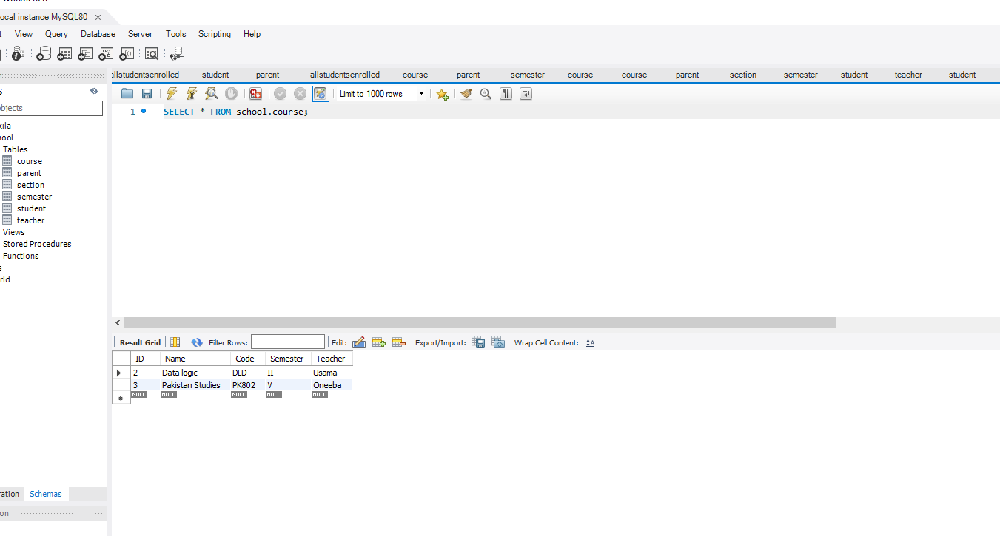 Workbench
ocal instance MySQL80
t View Query Database Server Tools Scripting Help
allstudentsenrolled student parent allstudentsenrolled course parent semester course course parent section semester student teacher student
S
Limit to 1000 rows
objects
1 SELECT * FROM school.course;
kila
hool
Tables
course
parent
section
semester
student
teacher
Views
Stored Procedures
Functions
s
rld
Result Grid Filter Rows: Edit: Export/Import: Wrap Cell Content:
ID Name Code Semester Teacher
2 Data logic DLD II Usama
3 Pakistan Studies PK802 V Oneeba
NULL NULL NULL NULL NULL
ration Schemas
on